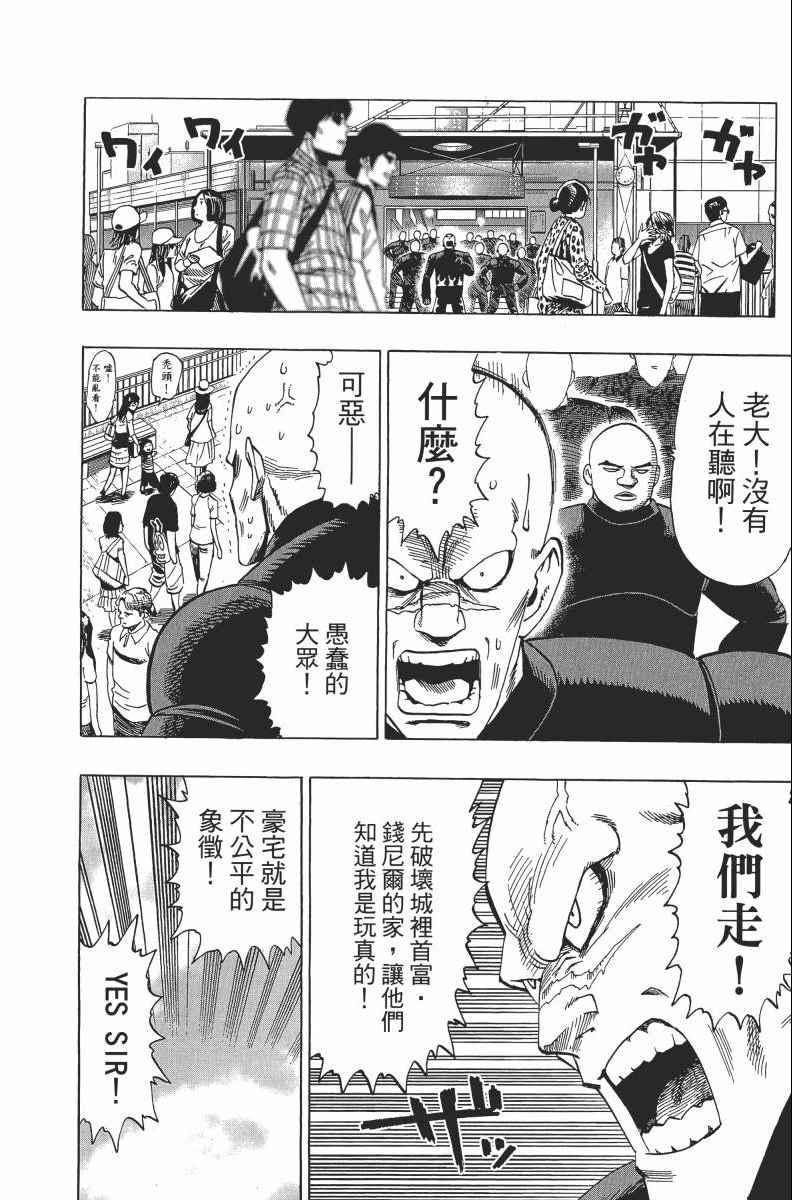 ガヤ
ガヤ
ワイ
ワイ
老大！沒有
人在聽啊！
什麼？
可惡——
禿頭！
噓！
不能亂看！
愚蠢的
大眾！
我們走！
先破壞城裡首富．
錢尼爾的家，讓他們
知道我是玩真的！
ザッ
豪宅就是
不公平的
象徵！
YES SIR！